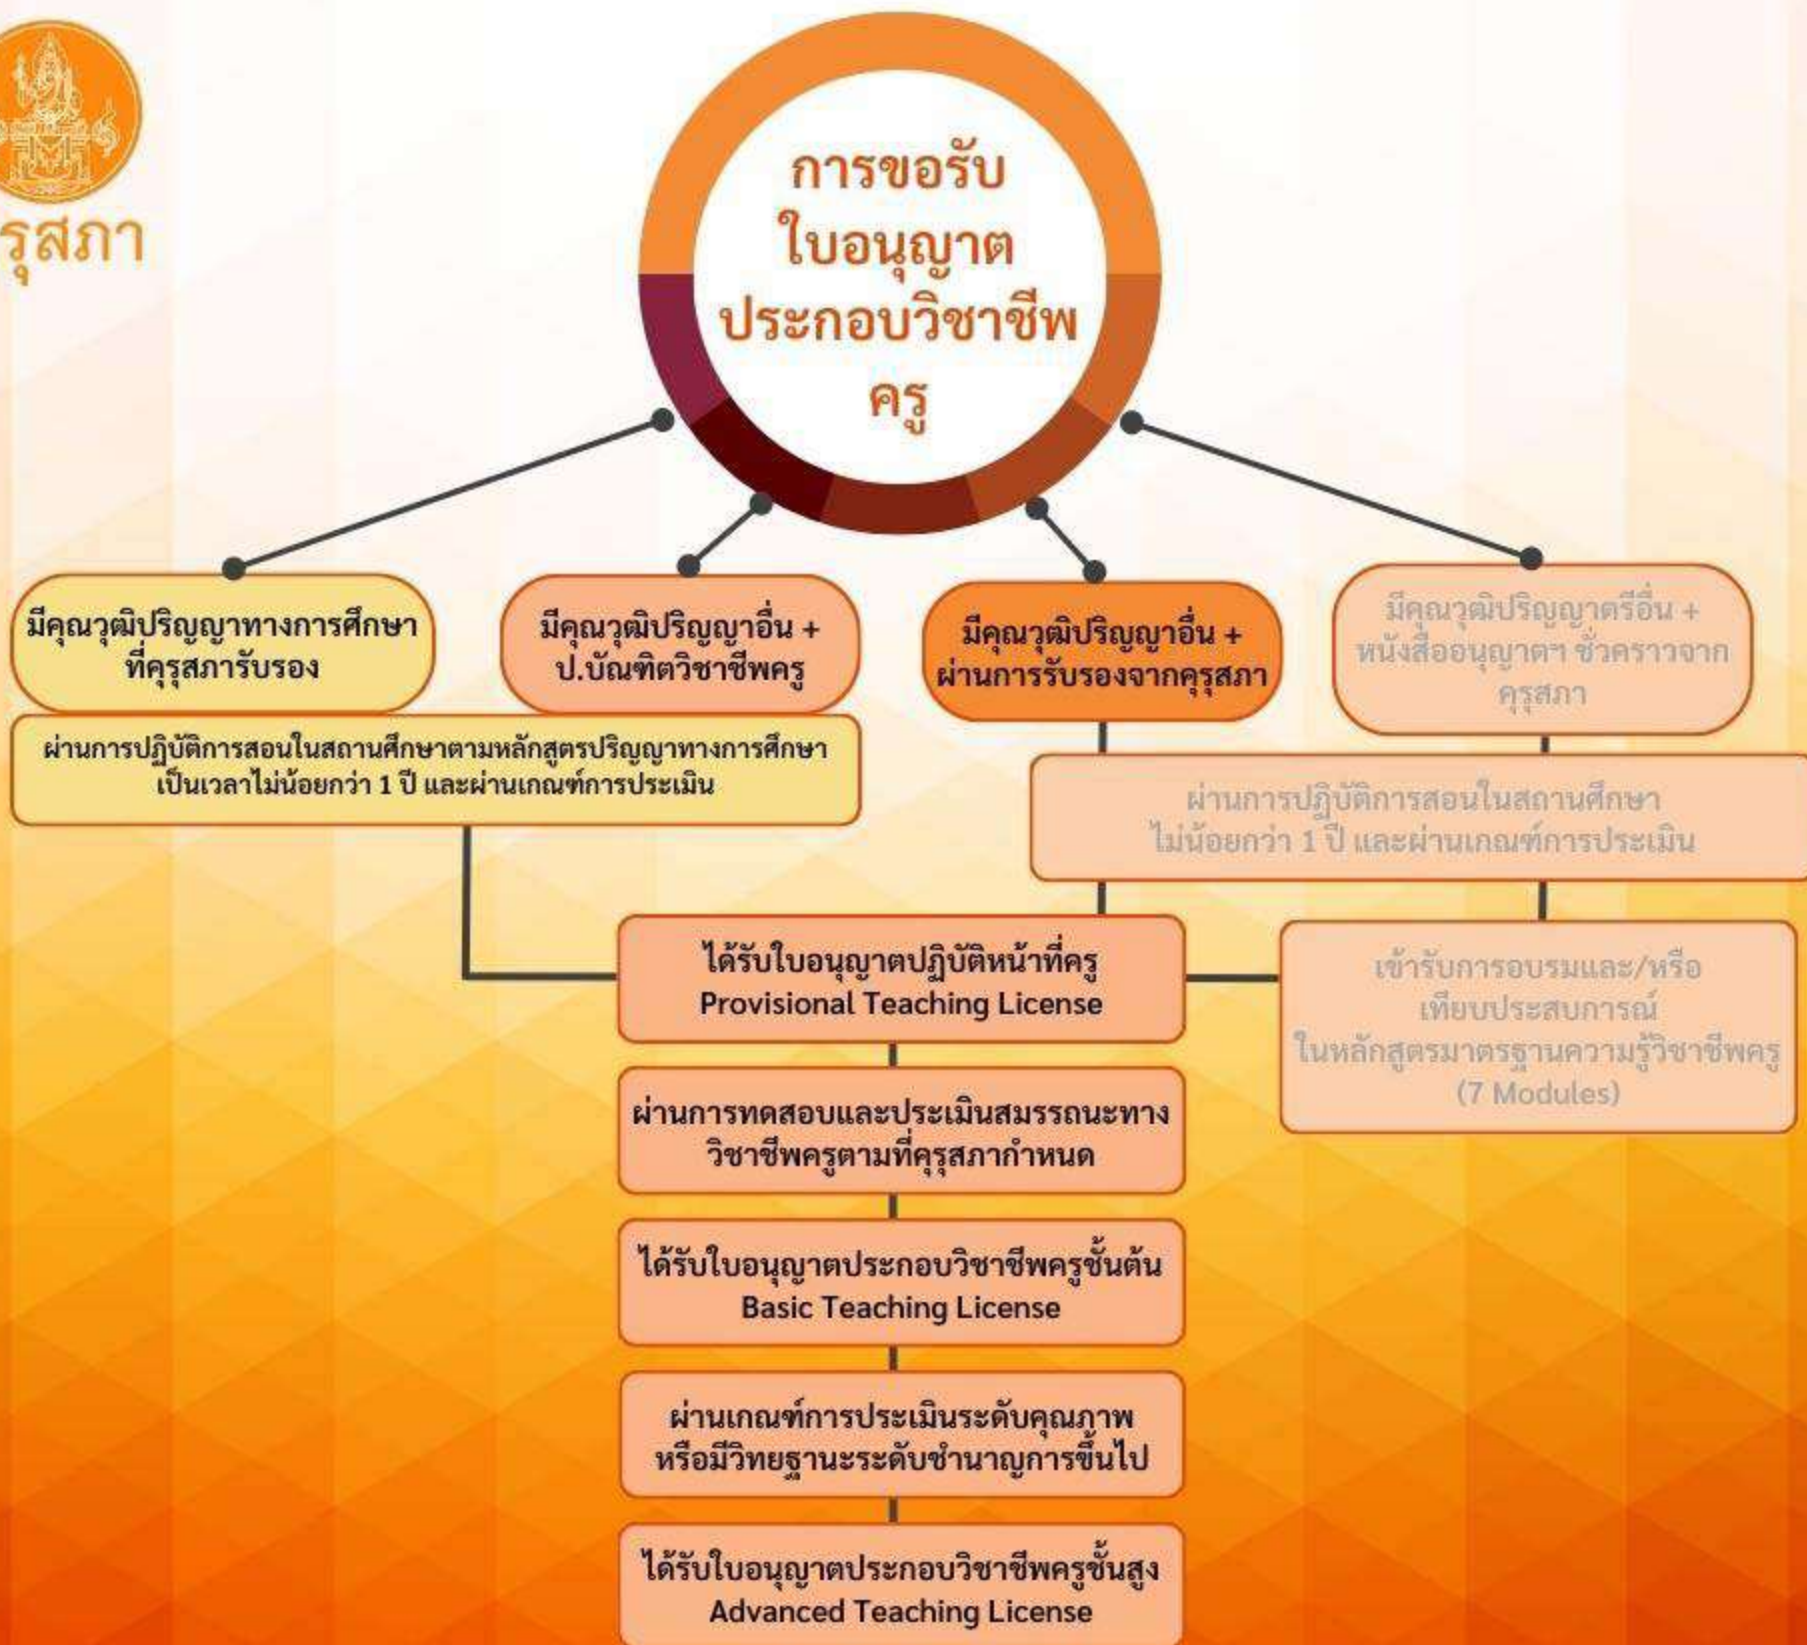 รุสภา
การขอรับ
ใบอนุญาต
ประกอบวิชาชีพ
ครู
มีคุณวุฒิปริญญาทางการศึกษา
ที่คุรุสภารับรอง
มีคุณวุฒิปริญญาอื่น +
ป.บัณฑิตวิชาชีพครู
มีคุณวุฒิปริญญาอื่น +
ผ่านการรับรองจากคุรุสภา
มีคุณวุฒิปริญญาตรีอื่น +
หนังสืออนุญาตฯ ชั่วคราวจาก
คุรุสภา
ผ่านการปฏิบัติการสอนในสถานศึกษาตามหลักสูตรปริญญาทางการศึกษา
เป็นเวลาไม่น้อยกว่า 1 ปี และผ่านเกณฑ์การประเมิน
ผ่านการปฏิบัติการสอนในสถานศึกษา
ไม่น้อยกว่า 1 ปี และผ่านเกณฑ์การประเมิน
ได้รับใบอนุญาตปฏิบัติหน้าที่ครู
Provisional Teaching License
เข้ารับการอบรมและ/หรือ
เทียบประสบการณ์
ในหลักสูตรมาตรฐานความรู้วิชาชีพครู
(7 Modules)
ผ่านการทดสอบและประเมินสมรรถนะทาง
วิชาชีพครูตามที่คุรุสภากำหนด
ได้รับใบอนุญาตประกอบวิชาชีพครูชั้นต้น
Basic Teaching License
ผ่านเกณฑ์การประเมินระดับคุณภาพ
หรือมีวิทยฐานะระดับชำนาญการขึ้นไป
ได้รับใบอนุญาตประกอบวิชาชีพครูชั้นสูง
Advanced Teaching License